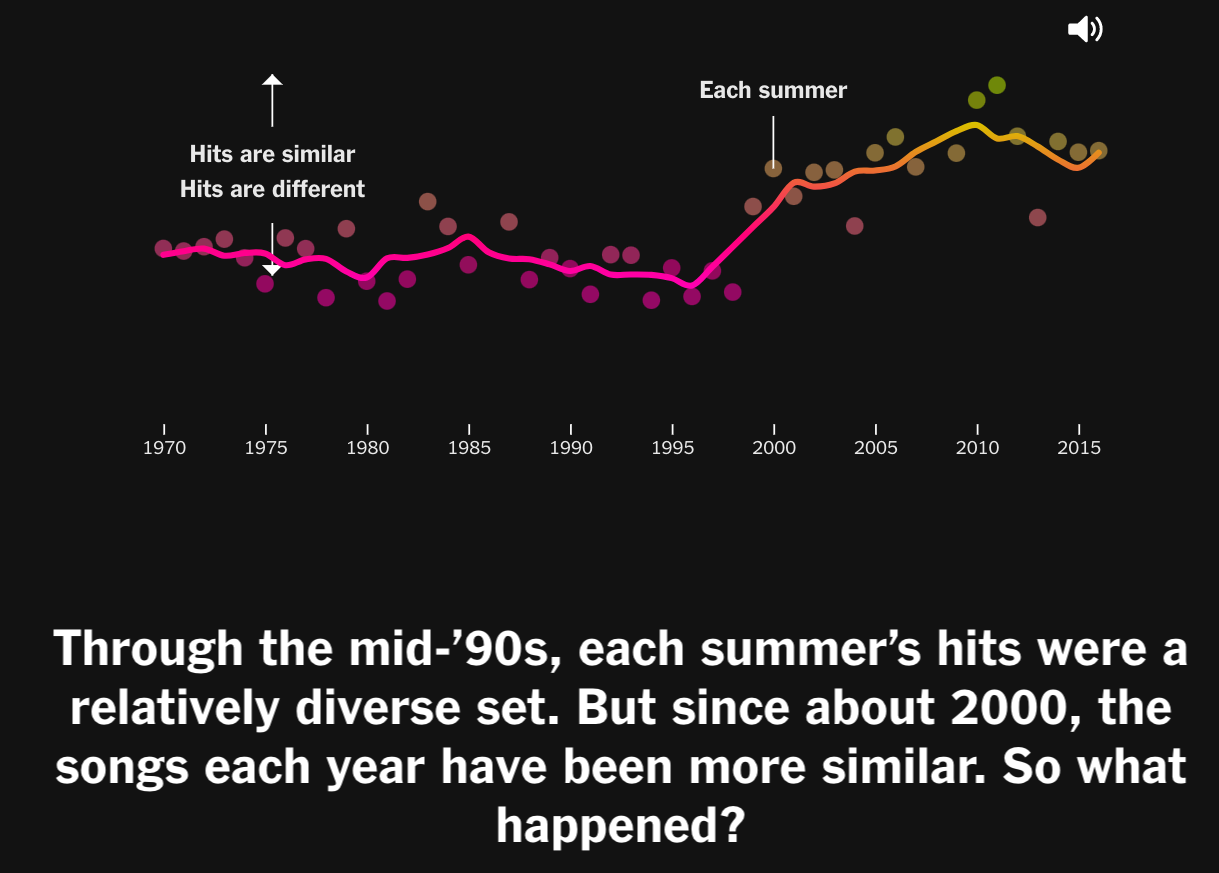 Each summer
Hits are similar
Hits are different
1970 1975 1980 1985 1990 1995 2000 2005 2010 2015
Through the mid-’90s, each summer’s hits were a
relatively diverse set. But since about 2000, the
songs each year have been more similar. So what
happened?